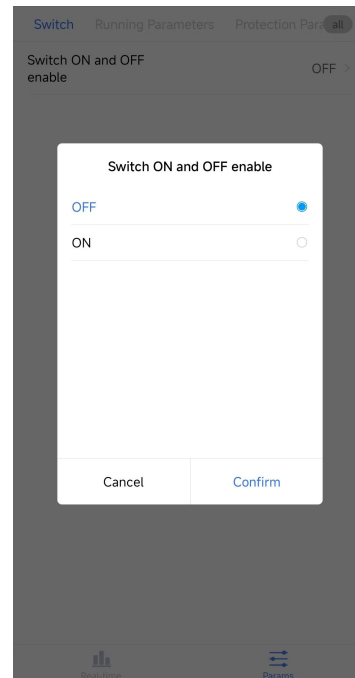 Switch Running Parameters Protection Para all
Switch ON and OFF
enable
OFF >
Switch ON and OFF enable
OFF
ON
Cancel Confirm
Real-time Params